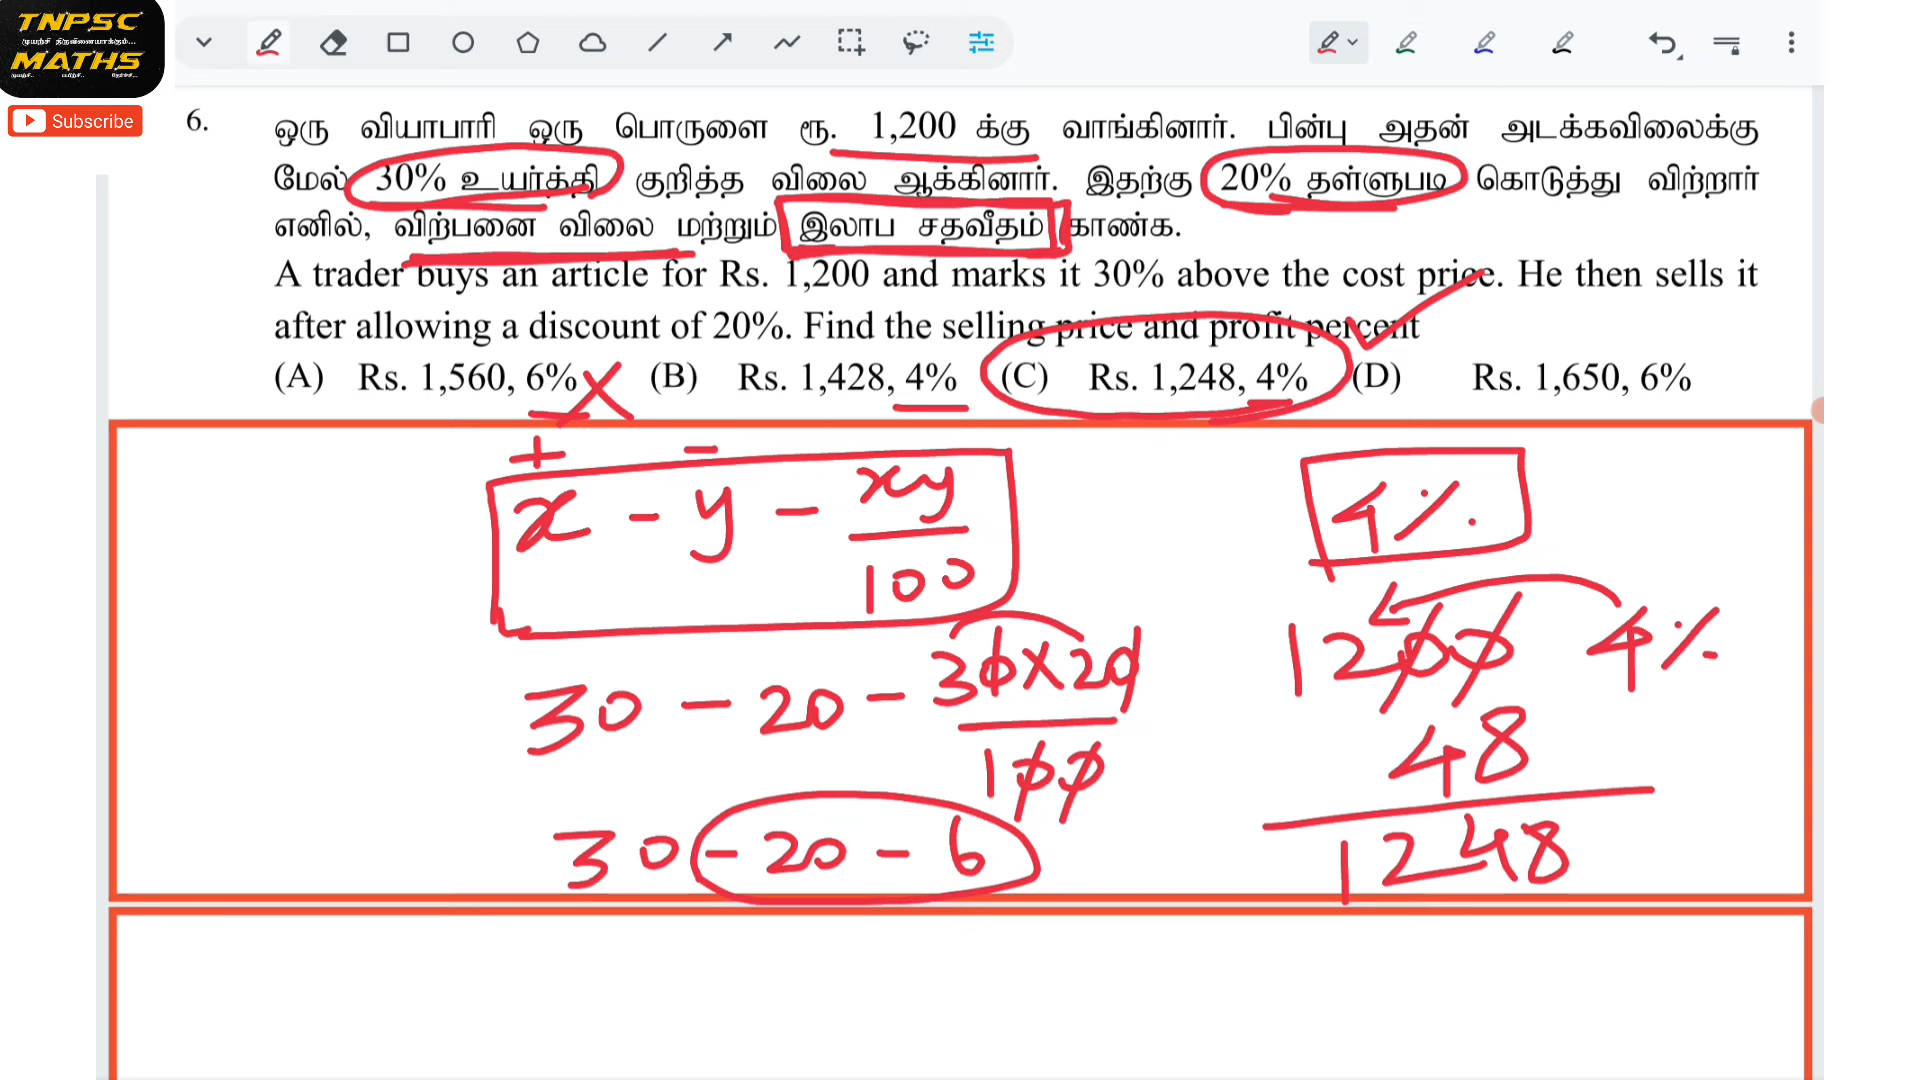 TNPSC
முயற்சி திருவினையாக்கும்...
MATHS
Subscribe
6. ஒரு வியாபாரி ஒரு பொருளை ரூ. 1,200 க்கு வாங்கினார். பின்பு அதன் அடக்கவிலைக்கு
மேல் 30% உயர்த்தி குறித்த விலை ஆக்கினார். இதற்கு 20% தள்ளுபடி கொடுத்து விற்றார்
எனில், விற்பனை விலை மற்றும் இலாப சதவீதம் காண்க.
A trader buys an article for Rs. 1,200 and marks it 30% above the cost price. He then sells it
after allowing a discount of 20%. Find the selling price and profit percent
(A) Rs. 1,560, 6% (B) Rs. 1,428, 4% (C) Rs. 1,248, 4% (D) Rs. 1,650, 6%
+ −
x − y − xy/100
30 − 20 − 30×20/100
30 − 20 − 6
4%
1200 4%
48
1248